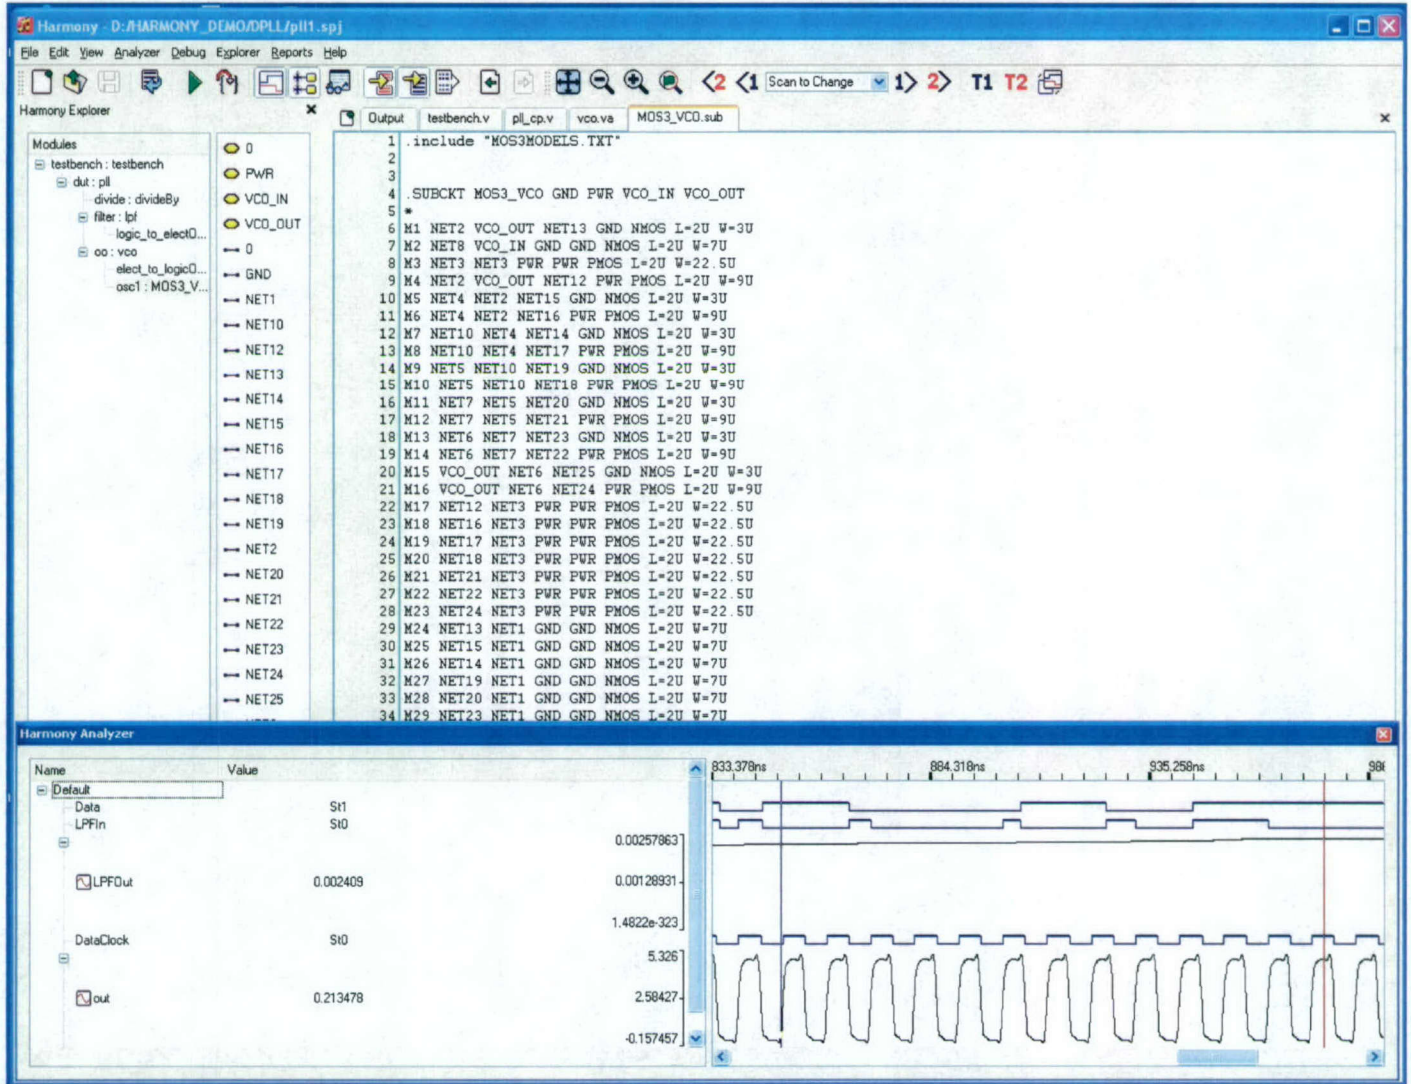 Harmony - D:/HARMONY_DEMO/DPLL/pll1.spj
File Edit View Analyzer Debug Explorer Reports Help
<2 <1 Scan to Change 1> 2> T1 T2
Harmony Explorer
Output testbench.v pll_cp.v vco.va MOS3_VCO.sub
Modules
testbench : testbench
dut : pll
divide : divideBy
filter : lpf
logic_to_elect0...
oo : vco
elect_to_logic0...
osc1 : MOS3_V...
0
PWR
VCO_IN
VCO_OUT
0
GND
NET1
NET10
NET12
NET13
NET14
NET15
NET16
NET17
NET18
NET19
NET2
NET20
NET21
NET22
NET23
NET24
NET25
1 .include "MOS3MODELS.TXT"
2
3
4 .SUBCKT MOS3_VCO GND PWR VCO_IN VCO_OUT
5 *
6 M1 NET2 VCO_OUT NET13 GND NMOS L=2U W=3U
7 M2 NET8 VCO_IN GND GND NMOS L=2U W=7U
8 M3 NET3 NET3 PWR PWR PMOS L=2U W=22.5U
9 M4 NET2 VCO_OUT NET12 PWR PMOS L=2U W=9U
10 M5 NET4 NET2 NET15 GND NMOS L=2U W=3U
11 M6 NET4 NET2 NET16 PWR PMOS L=2U W=9U
12 M7 NET10 NET4 NET14 GND NMOS L=2U W=3U
13 M8 NET10 NET4 NET17 PWR PMOS L=2U W=9U
14 M9 NET5 NET10 NET19 GND NMOS L=2U W=3U
15 M10 NET5 NET10 NET18 PWR PMOS L=2U W=9U
16 M11 NET7 NET5 NET20 GND NMOS L=2U W=3U
17 M12 NET7 NET5 NET21 PWR PMOS L=2U W=9U
18 M13 NET6 NET7 NET23 GND NMOS L=2U W=3U
19 M14 NET6 NET7 NET22 PWR PMOS L=2U W=9U
20 M15 VCO_OUT NET6 NET25 GND NMOS L=2U W=3U
21 M16 VCO_OUT NET6 NET24 PWR PMOS L=2U W=9U
22 M17 NET12 NET3 PWR PWR PMOS L=2U W=22.5U
23 M18 NET16 NET3 PWR PWR PMOS L=2U W=22.5U
24 M19 NET17 NET3 PWR PWR PMOS L=2U W=22.5U
25 M20 NET18 NET3 PWR PWR PMOS L=2U W=22.5U
26 M21 NET21 NET3 PWR PWR PMOS L=2U W=22.5U
27 M22 NET22 NET3 PWR PWR PMOS L=2U W=22.5U
28 M23 NET24 NET3 PWR PWR PMOS L=2U W=22.5U
29 M24 NET13 NET1 GND GND NMOS L=2U W=7U
30 M25 NET15 NET1 GND GND NMOS L=2U W=7U
31 M26 NET14 NET1 GND GND NMOS L=2U W=7U
32 M27 NET19 NET1 GND GND NMOS L=2U W=7U
33 M28 NET20 NET1 GND GND NMOS L=2U W=7U
34 M29 NET23 NET1 GND GND NMOS L=2U W=7U
Harmony Analyzer
Name Value
833.378ns 884.318ns 935.258ns 986
Default
Data St1
LPFIn St0
0.00257863
LPFOut 0.002409 0.00128931
1.4822e-323
DataClock St0
5.326
out 0.213478 2.58427
-0.157457